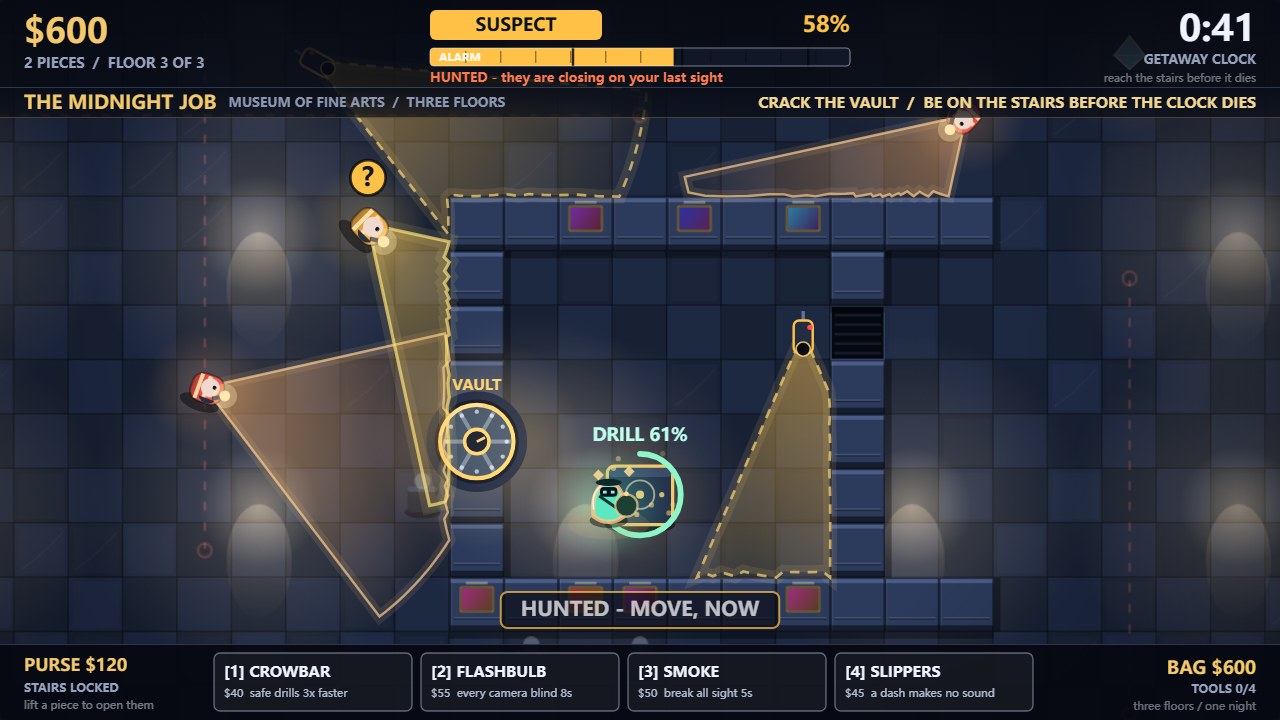 $600
2 PIECES / FLOOR 3 OF 3
SUSPECT
58%
ALARM
HUNTED - they are closing on your last sight
0:41
GETAWAY CLOCK
reach the stairs before it dies
THE MIDNIGHT JOB
MUSEUM OF FINE ARTS / THREE FLOORS
CRACK THE VAULT / BE ON THE STAIRS BEFORE THE CLOCK DIES
?
VAULT
DRILL 61%
HUNTED - MOVE, NOW
PURSE $120
STAIRS LOCKED
lift a piece to open them
[1] CROWBAR
$40 safe drills 3x faster
[2] FLASHBULB
$55 every camera blind 8s
[3] SMOKE
$50 break all sight 5s
[4] SLIPPERS
$45 a dash makes no sound
BAG $600
TOOLS 0/4
three floors / one night